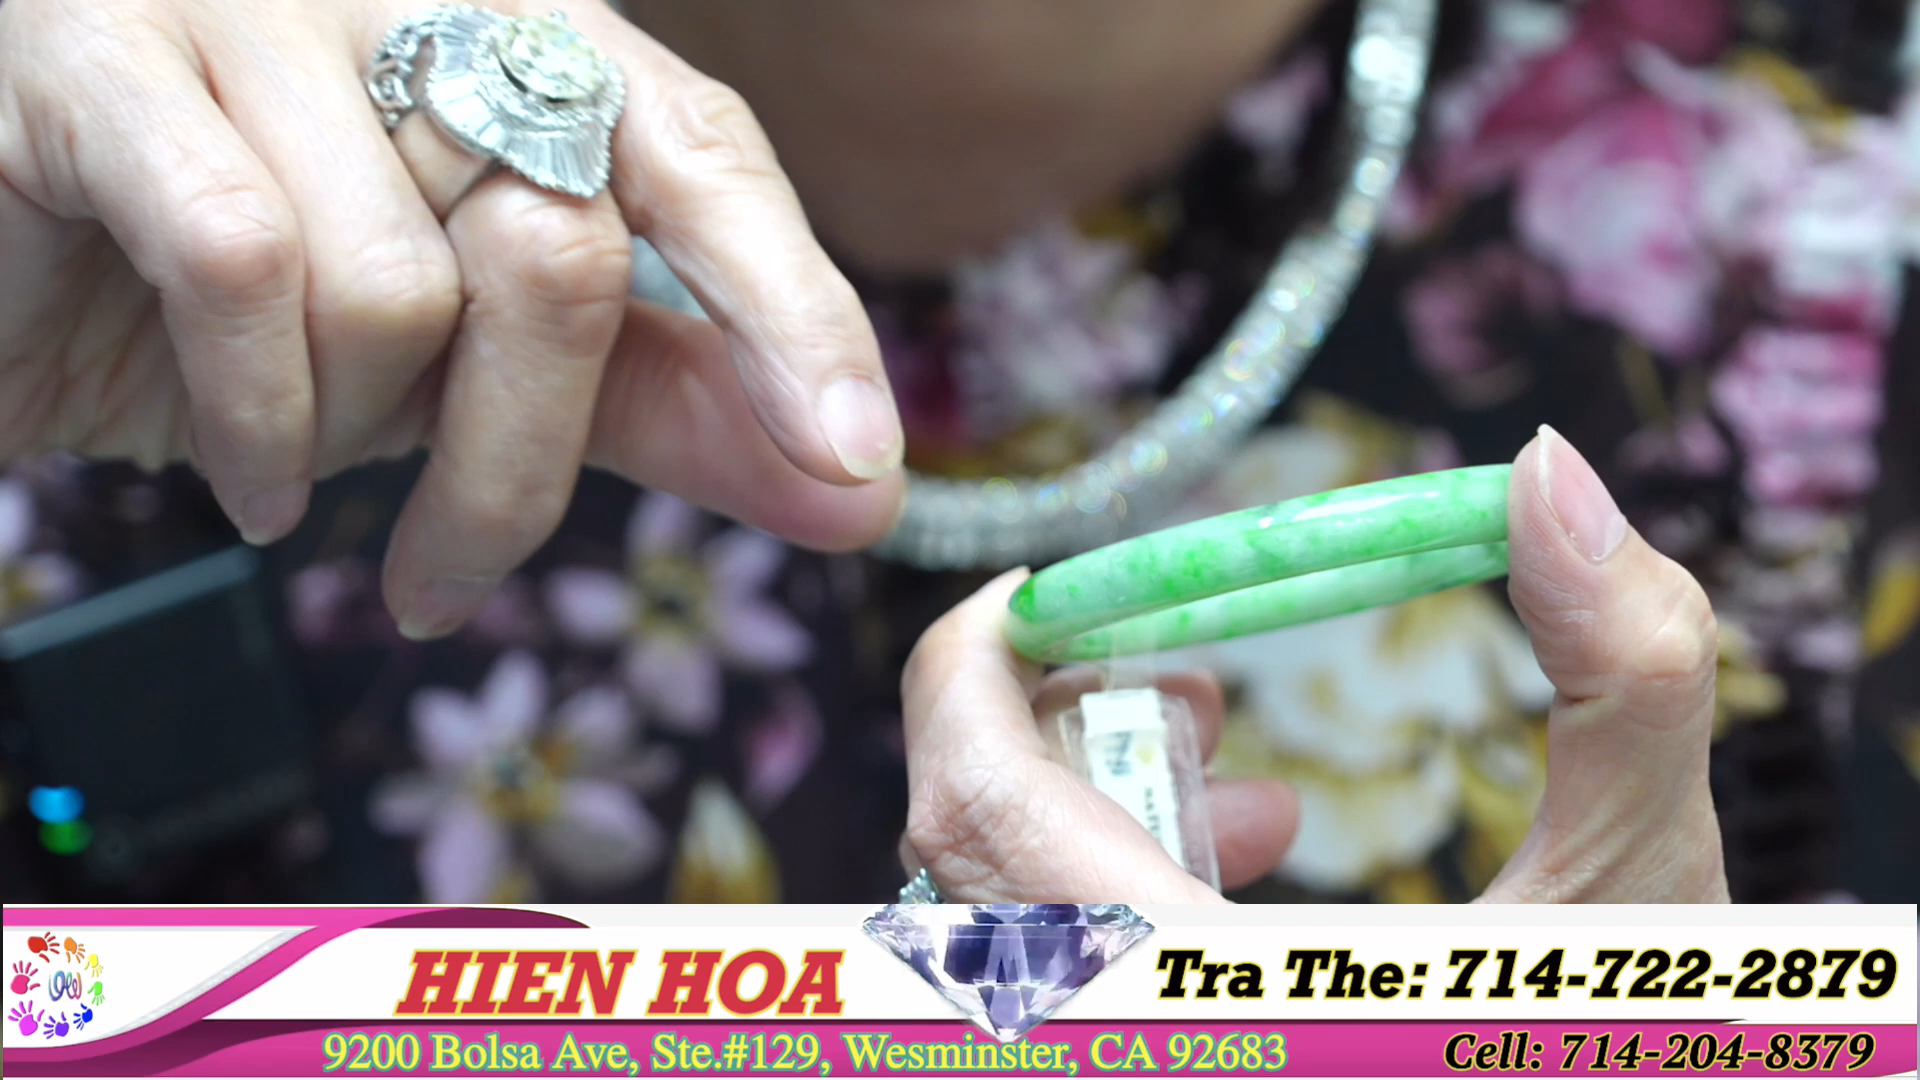 HIEN HOA
Tra The: 714-722-2879
9200 Bolsa Ave, Ste.#129, Wesminster, CA 92683
Cell: 714-204-8379